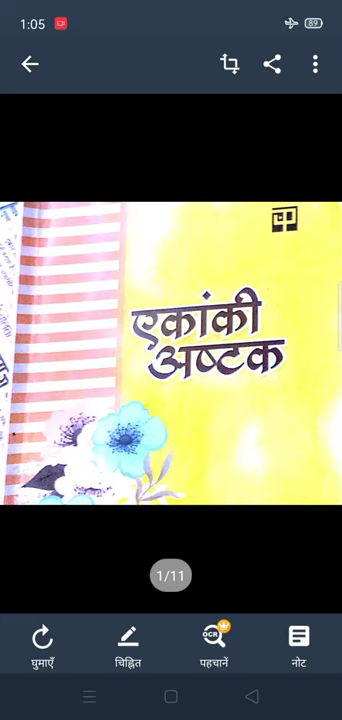 1:05
89
एकांकी
अष्टक
1/11
OCR
घुमाएँ
चिह्नित
पहचानें
नोट